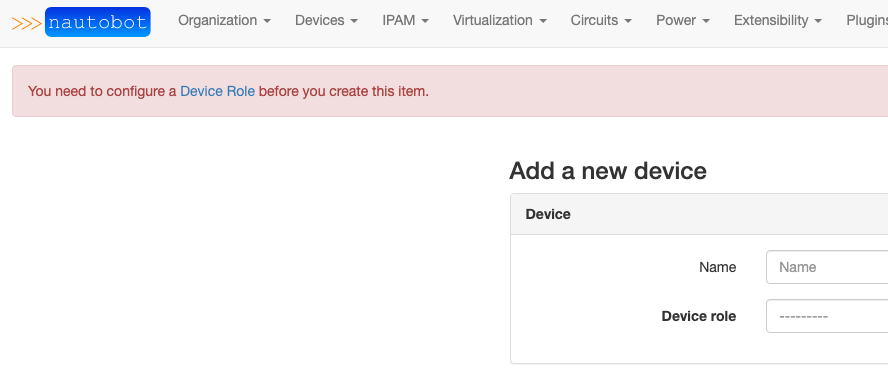 >>> nautobot Organization Devices IPAM Virtualization Circuits Power Extensibility Plugins
You need to configure a Device Role before you create this item.
Add a new device
Device
Name Name
Device role ---------